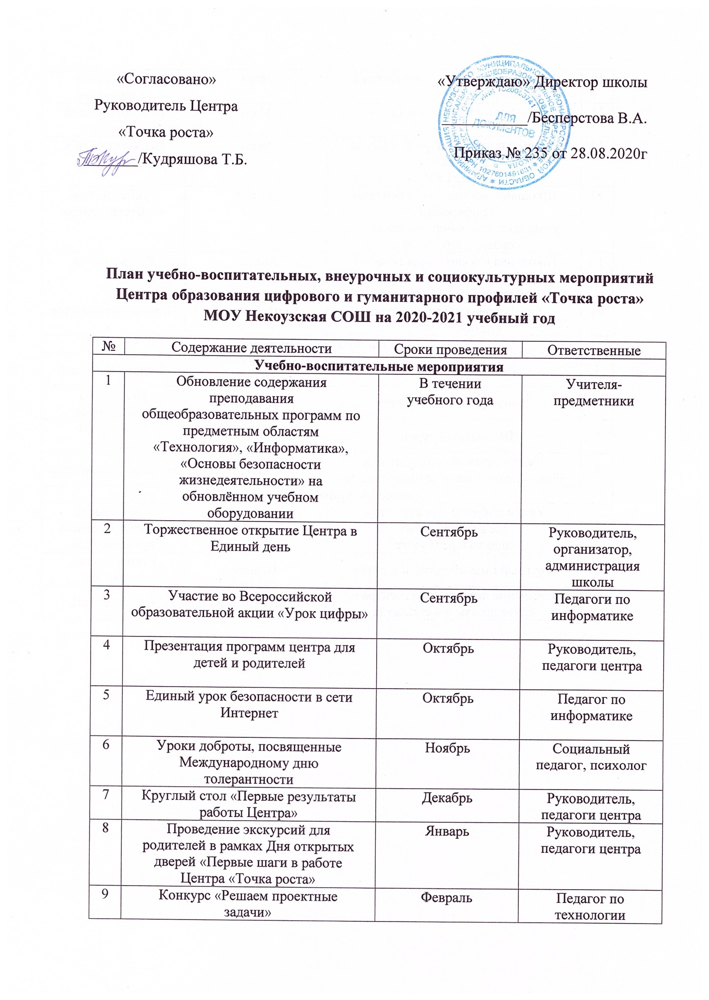 «Согласовано»
Руководитель Центра
«Точка роста»
/Кудряшова Т.Б.
«Утверждаю» Директор школы
/Бесперстова В.А.
Приказ № 235 от 28.08.2020г
ДЛЯ
ДОКУМЕНТОВ
План учебно-воспитательных, внеурочных и социокультурных мероприятий
Центра образования цифрового и гуманитарного профилей «Точка роста»
МОУ Некоузская СОШ на 2020-2021 учебный год
№ Содержание деятельности Сроки проведения Ответственные
Учебно-воспитательные мероприятия
1 Обновление содержания В течении Учителя-
преподавания учебного года предметники
общеобразовательных программ по
предметным областям
«Технология», «Информатика»,
«Основы безопасности
жизнедеятельности» на
обновлённом учебном
оборудовании
2 Торжественное открытие Центра в Сентябрь Руководитель,
Единый день организатор,
администрация
школы
3 Участие во Всероссийской Сентябрь Педагоги по
образовательной акции «Урок цифры» информатике
4 Презентация программ центра для Октябрь Руководитель,
детей и родителей педагоги центра
5 Единый урок безопасности в сети Октябрь Педагог по
Интернет информатике
6 Уроки доброты, посвященные Ноябрь Социальный
Международному дню педагог, психолог
толерантности
7 Круглый стол «Первые результаты Декабрь Руководитель,
работы Центра» педагоги центра
8 Проведение экскурсий для Январь Руководитель,
родителей в рамках Дня открытых педагоги центра
дверей «Первые шаги в работе
Центра «Точка роста»
9 Конкурс «Решаем проектные Февраль Педагог по
задачи» технологии